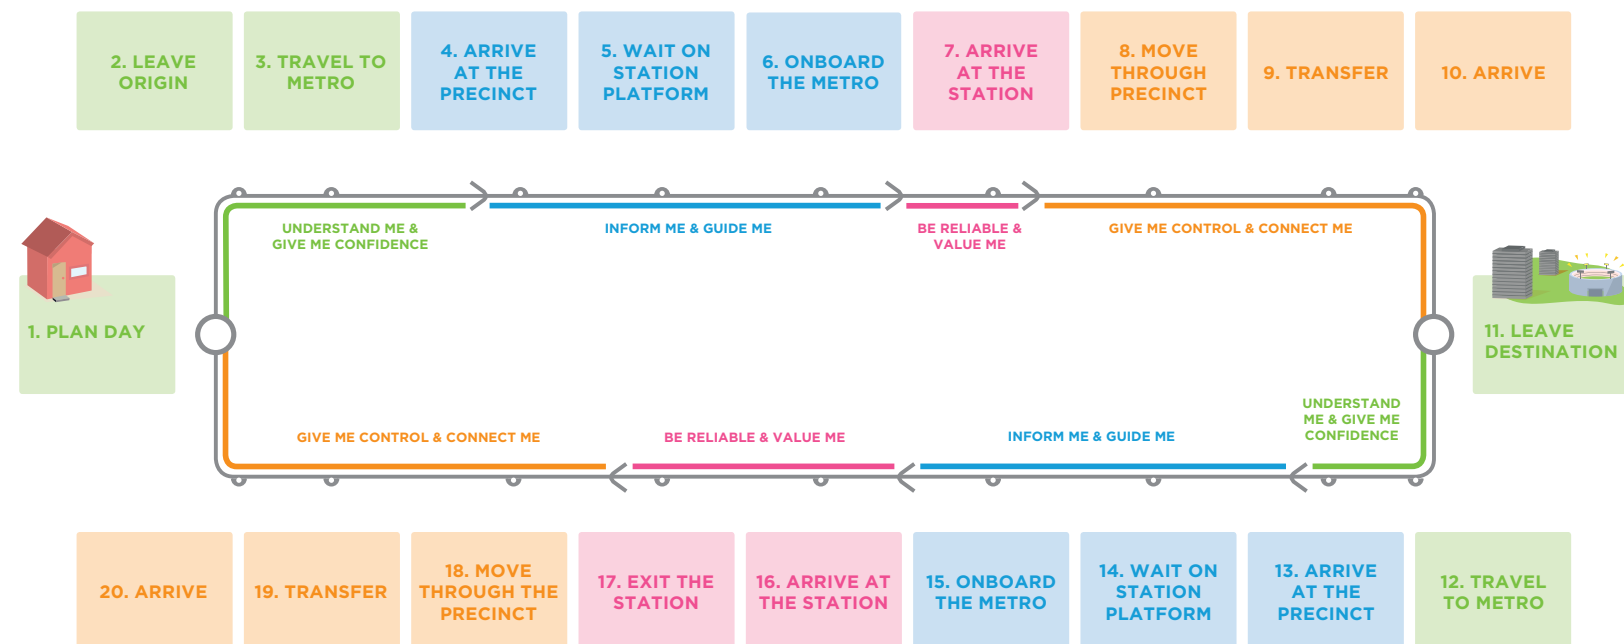 2. LEAVE
ORIGIN
3. TRAVEL TO
METRO
4. ARRIVE
AT THE
PRECINCT
5. WAIT ON
STATION
PLATFORM
6. ONBOARD
THE METRO
7. ARRIVE
AT THE
STATION
8. MOVE
THROUGH
PRECINCT
9. TRANSFER
10. ARRIVE
UNDERSTAND ME &
GIVE ME CONFIDENCE
INFORM ME & GUIDE ME
BE RELIABLE &
VALUE ME
GIVE ME CONTROL & CONNECT ME
1. PLAN DAY
11. LEAVE
DESTINATION
GIVE ME CONTROL & CONNECT ME
BE RELIABLE & VALUE ME
INFORM ME & GUIDE ME
UNDERSTAND
ME & GIVE ME
CONFIDENCE
20. ARRIVE
19. TRANSFER
18. MOVE
THROUGH THE
PRECINCT
17. EXIT THE
STATION
16. ARRIVE AT
THE STATION
15. ONBOARD
THE METRO
14. WAIT ON
STATION
PLATFORM
13. ARRIVE
AT THE
PRECINCT
12. TRAVEL
TO METRO